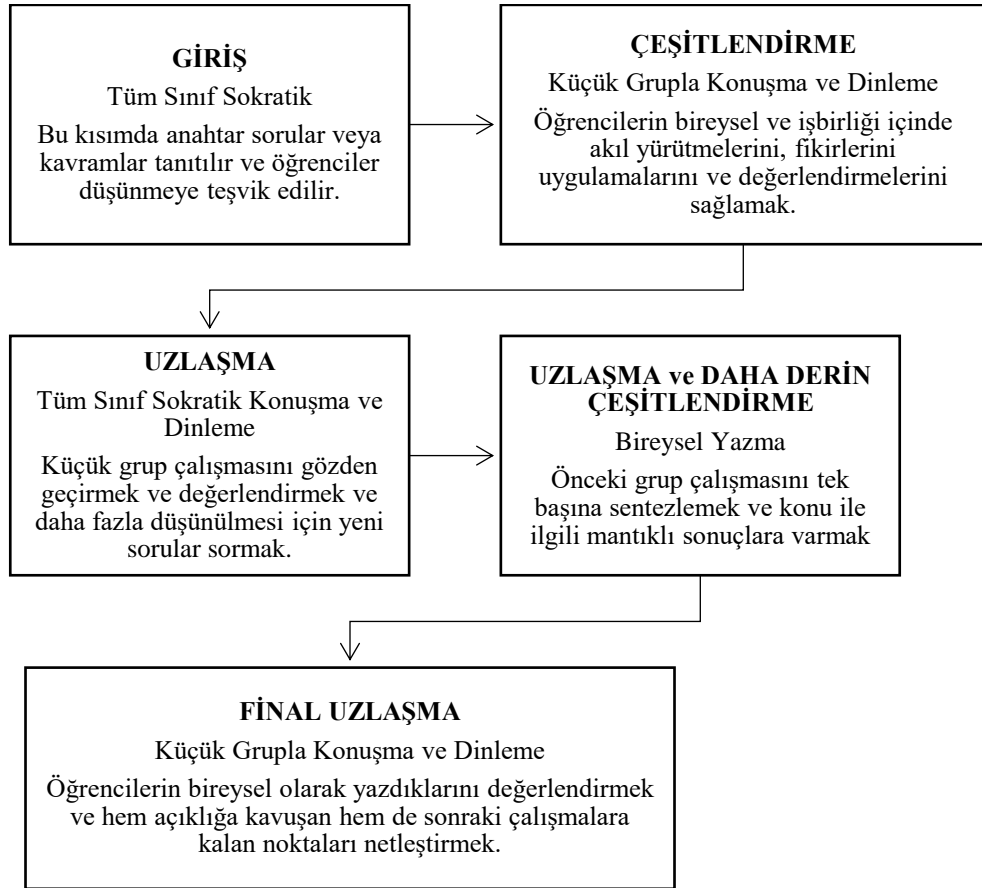 GİRİŞ
Tüm Sınıf Sokratik
Bu kısımda anahtar sorular veya
kavramlar tanıtılır ve öğrenciler
düşünmeye teşvik edilir.
ÇEŞİTLENDİRME
Küçük Grupla Konuşma ve Dinleme
Öğrencilerin bireysel ve işbirliği içinde
akıl yürütmelerini, fikirlerini
uygulamalarını ve değerlendirmelerini
sağlamak.
UZLAŞMA
Tüm Sınıf Sokratik Konuşma ve
Dinleme
Küçük grup çalışmasını gözden
geçirmek ve değerlendirmek ve
daha fazla düşünülmesi için yeni
sorular sormak.
UZLAŞMA ve DAHA DERİN
ÇEŞİTLENDİRME
Bireysel Yazma
Önceki grup çalışmasını tek
başına sentezlemek ve konu ile
ilgili mantıklı sonuçlara varmak
FİNAL UZLAŞMA
Küçük Grupla Konuşma ve Dinleme
Öğrencilerin bireysel olarak yazdıklarını değerlendirmek
ve hem açıklığa kavuşan hem de sonraki çalışmalara
kalan noktaları netleştirmek.